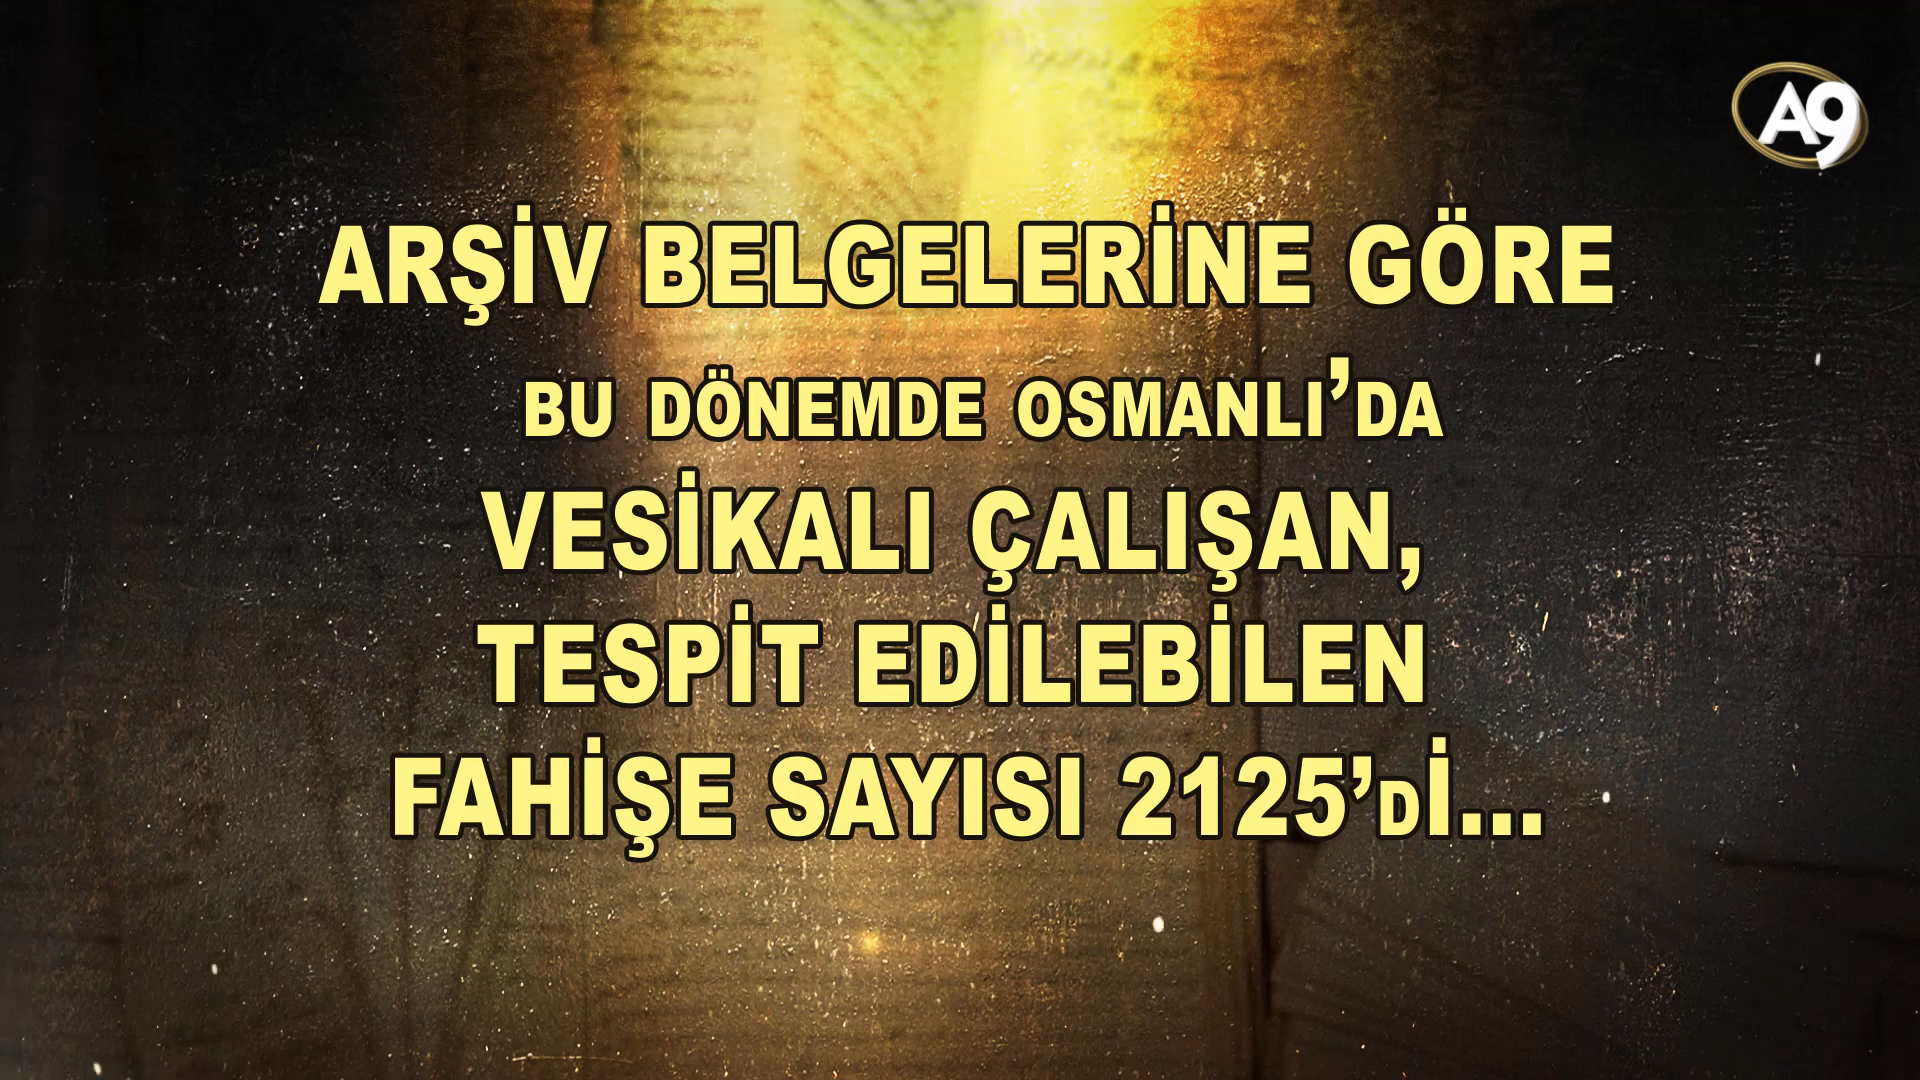 A9
ARŞİV BELGELERİNE GÖRE
BU DÖNEMDE OSMANLI’DA
VESİKALI ÇALIŞAN,
TESPİT EDİLEBİLEN
FAHİŞE SAYISI 2125’Dİ...